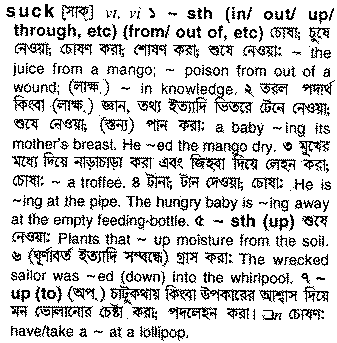 suck [সাক্] vt, vi ১ ~ sth (in/ out/ up/
through, etc) (from/ out of, etc) চোষা; চুষে
নেওয়া; চোষণ করা; শোষণ করা; শুষে নেওয়া: ~ the
juice from a mango; ~ poison from out of a
wound; (লাক্ষ.) ~ in knowledge. ২ তরল পদার্থ
কিংবা (লাক্ষ.) জ্ঞান, তথ্য ইত্যাদি ভিতরে টেনে নেওয়া;
শুষে নেওয়া; (স্তন্য) পান করা: a baby ~ing its
mother's breast. He ~ed the mango dry. ৩ মুখের
মধ্যে দিয়ে নাড়াচাড়া করা এবং জিহ্বা দিয়ে লেহন করা;
চোষা: ~ a troffee. ৪ টানা; টান দেওয়া; চোষা: He is
~ing at the pipe. The hungry baby is ~ing away
at the empty feeding-bottle. ৫ ~ sth (up) শুষে
নেওয়া: Plants that ~ up moisture from the soil.
৬ (ঘূর্ণাবর্ত ইত্যাদি সম্বন্ধে) গ্রাস করা: The wrecked
sailor was ~ed (down) into the whirlpool. ৭ ~
up (to) (অপ.) চাটুকথায় কিংবা উপকারের আশ্বাস দিয়ে
মন ভোলানোর চেষ্টা করা; পদলেহন করা। □n চোষণ:
have/take a ~ at a lollipop.